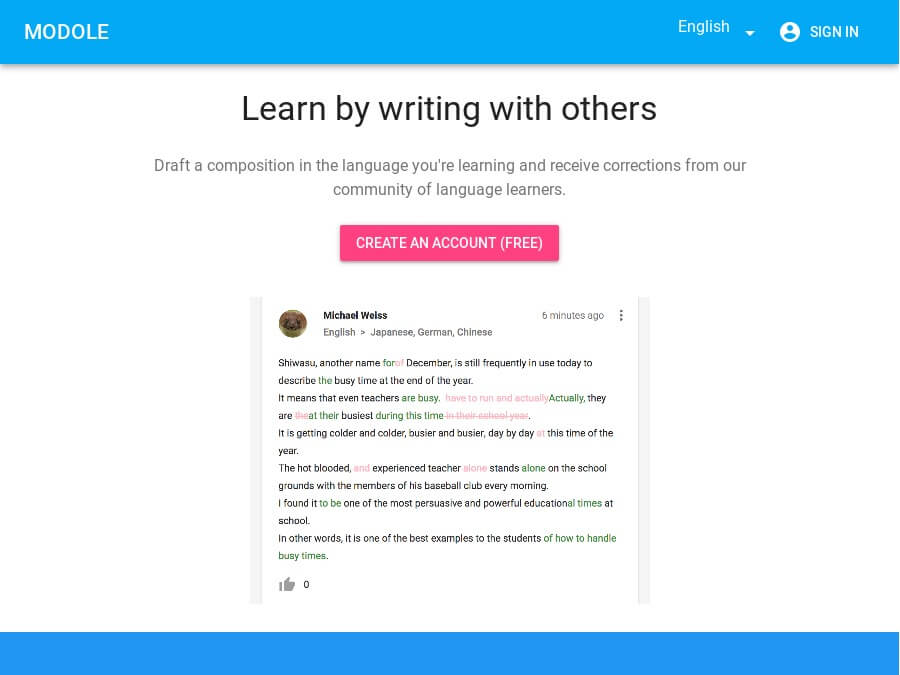 MODOLE
English
SIGN IN
Learn by writing with others
Draft a composition in the language you're learning and receive corrections from our
community of language learners.
CREATE AN ACCOUNT (FREE)
Michael Weiss
6 minutes ago
English > Japanese, German, Chinese
Shiwasu, another name forof December, is still frequently in use today to
describe the busy time at the end of the year.
It means that even teachers are busy. have to run and actuallyActually, they
are theat their busiest during this time in their school year.
It is getting colder and colder, busier and busier, day by day at this time of the
year.
The hot blooded, and experienced teacher alone stands alone on the school
grounds with the members of his baseball club every morning.
I found it to be one of the most persuasive and powerful educational times at
school.
In other words, it is one of the best examples to the students of how to handle
busy times.
0